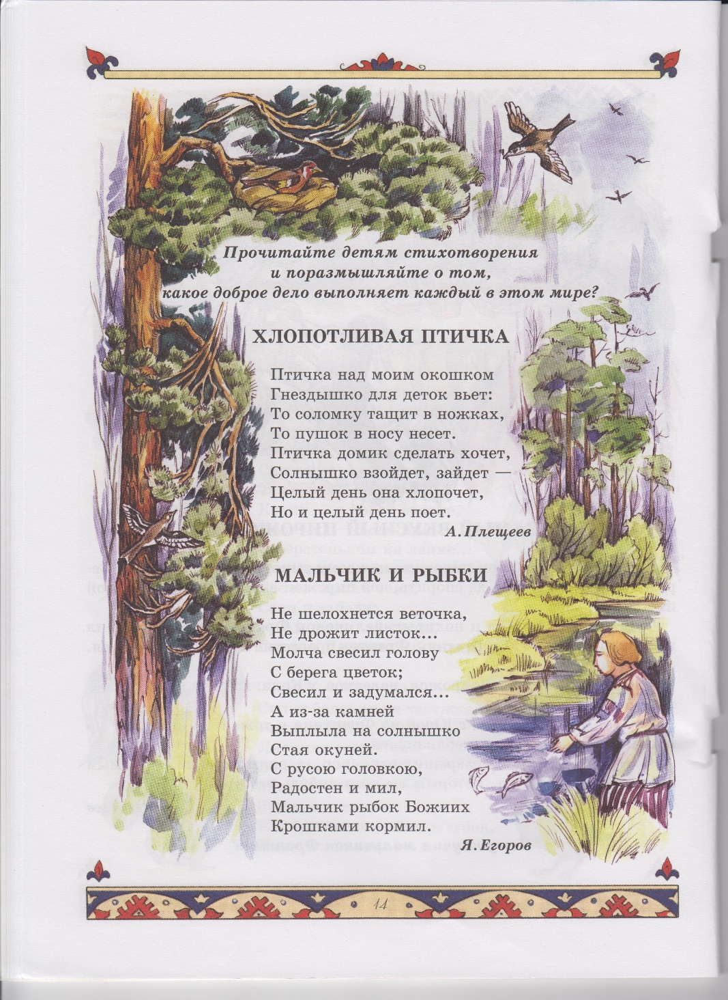 Прочитайте детям стихотворения
и поразмышляйте о том,
какое доброе дело выполняет каждый в этом мире?
ХЛОПОТЛИВАЯ ПТИЧКА
Птичка над моим окошком
Гнездышко для деток вьет:
То соломку тащит в ножках,
То пушок в носу несет.
Птичка домик сделать хочет,
Солнышко взойдет, зайдет —
Целый день она хлопочет,
Но и целый день поет.
А. Плещеев
МАЛЬЧИК И РЫБКИ
Не шелохнется веточка,
Не дрожит листок...
Молча свесил голову
С берега цветок;
Свесил и задумался...
А из-за камней
Выплыла на солнышко
Стая окуней.
С русою головкою,
Радостен и мил,
Мальчик рыбок Божиих
Крошками кормил.
Я. Егоров
14